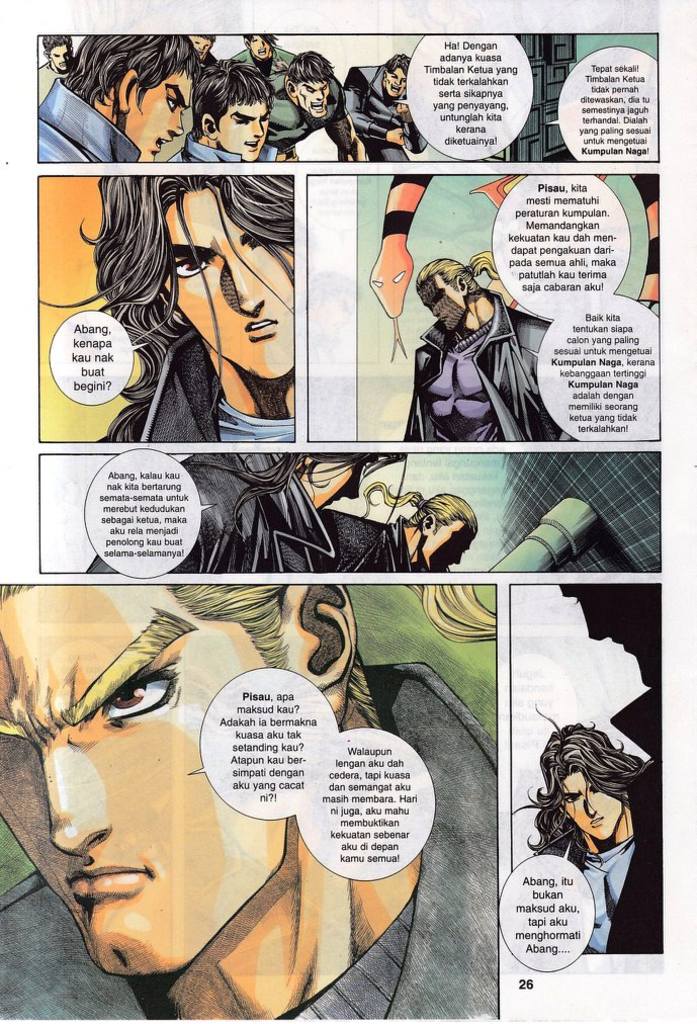 Ha! Dengan
adanya kuasa
Timbalan Ketua yang
tidak terkalahkan
serta sikapnya
yang penyayang,
untunglah kita
kerana
diketuainya!
Tepat sekali!
Timbalan Ketua
tidak pernah
ditewaskan, dia tu
semestinya jaguh
terhandal. Dialah
yang paling sesuai
untuk mengetuai
Kumpulan Naga!
Abang,
kenapa
kau nak
buat
begini?
Pisau, kita
mesti mematuhi
peraturan kumpulan.
Memandangkan
kekuatan kau dah men-
dapat pengakuan dari-
pada semua ahli, maka
patutlah kau terima
saja cabaran aku!
Baik kita
tentukan siapa
calon yang paling
sesuai untuk mengetuai
Kumpulan Naga, kerana
kebanggaan tertinggi
Kumpulan Naga
adalah dengan
memiliki seorang
ketua yang tidak
terkalahkan!
Abang, kalau kau
nak kita bertarung
semata-semata untuk
merebut kedudukan
sebagai ketua, maka
aku rela menjadi
penolong kau buat
selama-selamanya!
Pisau, apa
maksud kau?
Adakah ia bermakna
kuasa aku tak
setanding kau?
Atapun kau ber-
simpati dengan
aku yang cacat
ni?!
Walaupun
lengan aku dah
cedera, tapi kuasa
dan semangat aku
masih membara. Hari
ni juga, aku mahu
membuktikan
kekuatan sebenar
aku di depan
kamu semua!
Abang, itu
bukan
maksud aku,
tapi aku
menghormati
Abang....
26